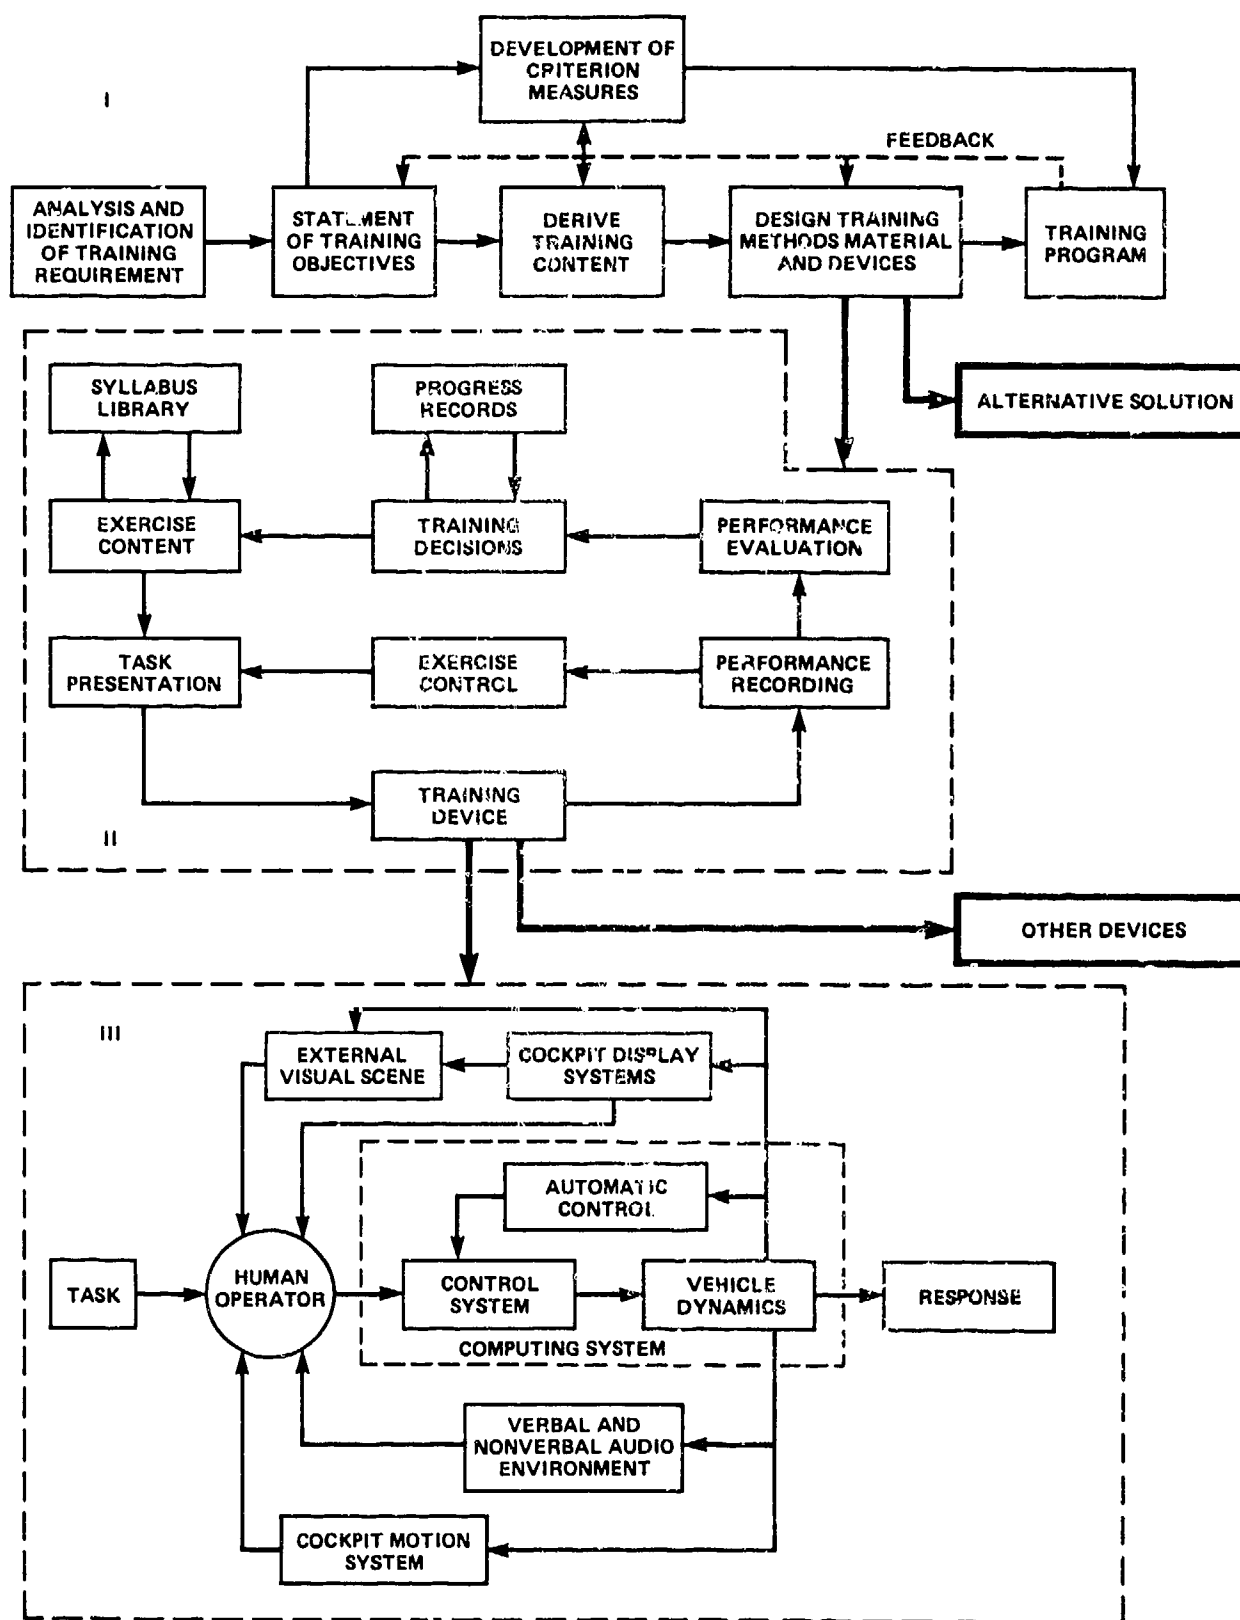 DEVELOPMENT OF
CRITERION
MEASURES
I
FEEDBACK
ANALYSIS AND
IDENTIFICATION
OF TRAINING
REQUIREMENT
STATEMENT
OF TRAINING
OBJECTIVES
DERIVE
TRAINING
CONTENT
DESIGN TRAINING
METHODS MATERIAL
AND DEVICES
TRAINING
PROGRAM
SYLLABUS
LIBRARY
PROGRESS
RECORDS
ALTERNATIVE SOLUTION
EXERCISE
CONTENT
TRAINING
DECISIONS
PERFORMANCE
EVALUATION
TASK
PRESENTATION
EXERCISE
CONTROL
PERFORMANCE
RECORDING
TRAINING
DEVICE
II
OTHER DEVICES
III
EXTERNAL
VISUAL SCENE
COCKPIT DISPLAY
SYSTEMS
AUTOMATIC
CONTROL
TASK
HUMAN
OPERATOR
CONTROL
SYSTEM
VEHICLE
DYNAMICS
RESPONSE
COMPUTING SYSTEM
VERBAL AND
NONVERBAL AUDIO
ENVIRONMENT
COCKPIT MOTION
SYSTEM